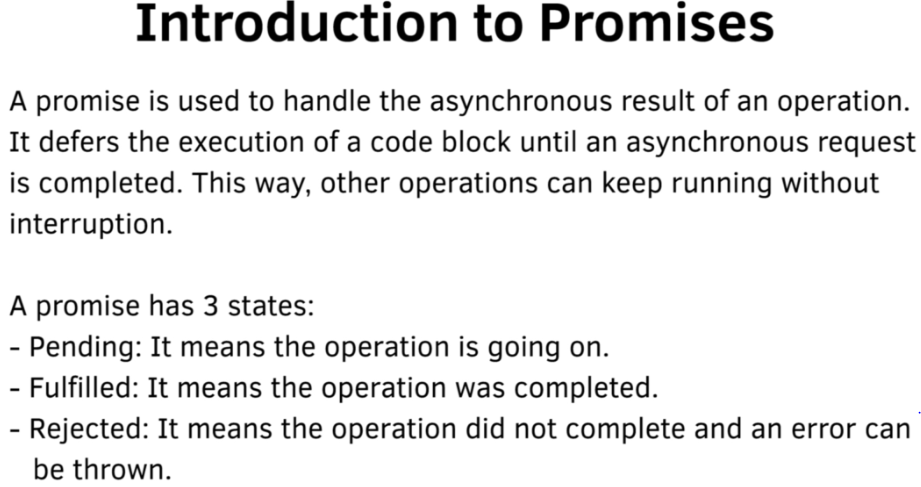 Introduction to Promises
A promise is used to handle the asynchronous result of an operation.
It defers the execution of a code block until an asynchronous request
is completed. This way, other operations can keep running without
interruption.
A promise has 3 states:
- Pending: It means the operation is going on.
- Fulfilled: It means the operation was completed.
- Rejected: It means the operation did not complete and an error can
be thrown.